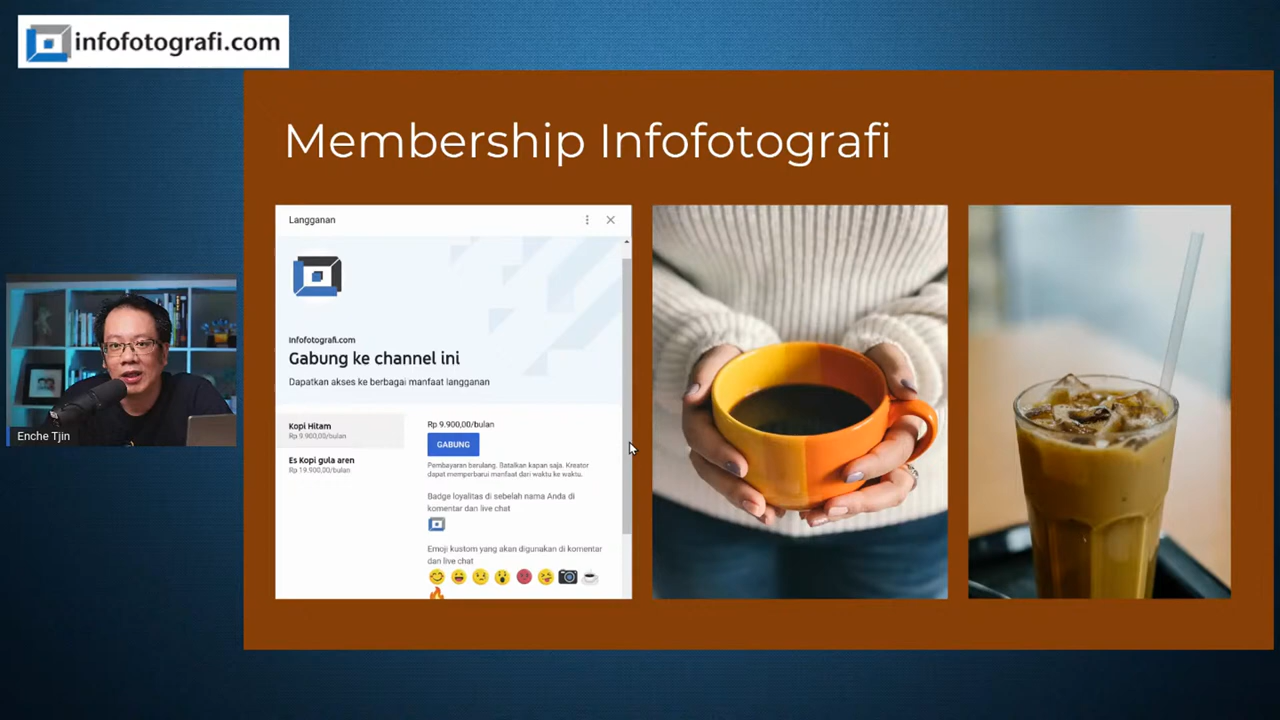 infofotografi.com
Membership Infofotografi
Langganan
Infofotografi.com
Gabung ke channel ini
Dapatkan akses ke berbagai manfaat langganan
Kopi Hitam
Rp 9.900,00/bulan
Es Kopi gula aren
Rp 19.900,00/bulan
Rp 9.900,00/bulan
GABUNG
Pembayaran berulang. Batalkan kapan saja. Kreator
dapat memperbarui manfaat dari waktu ke waktu.
Badge loyalitas di sebelah nama Anda di
komentar dan live chat
Emoji kustom yang akan digunakan di komentar
dan live chat
Enche Tjin